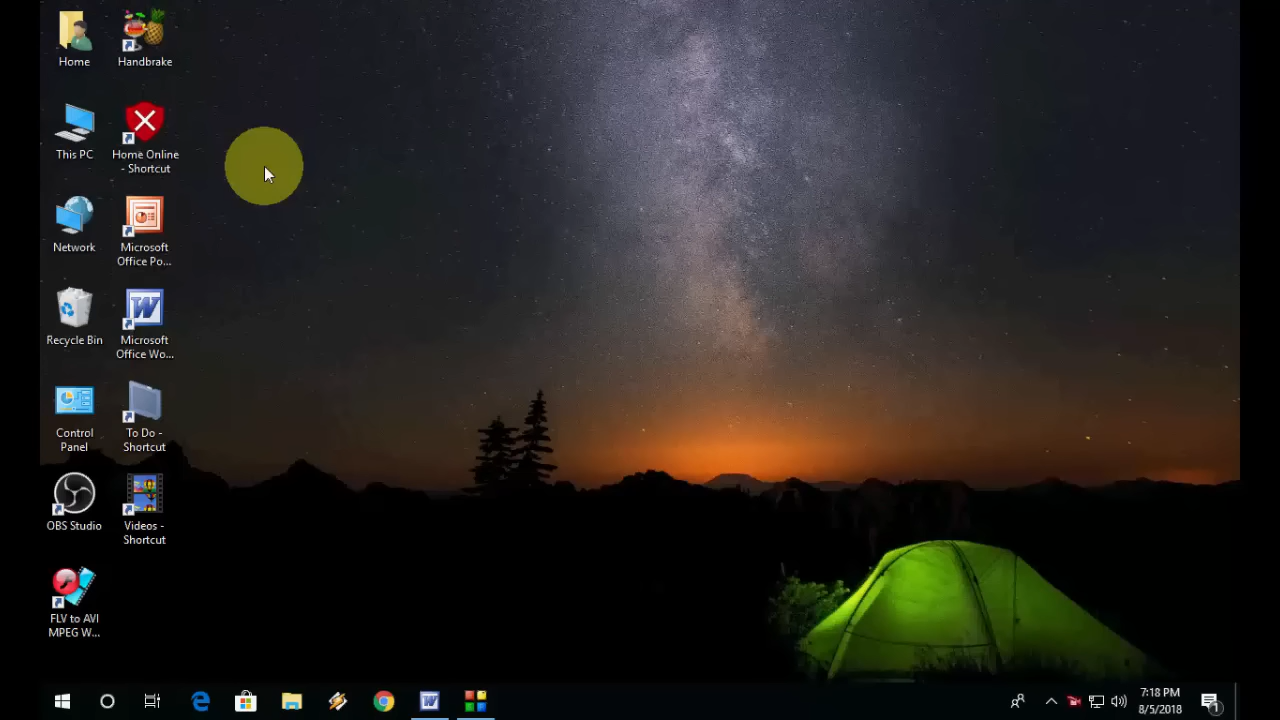 Home
Handbrake
This PC
Home Online
- Shortcut
Network
Microsoft
Office Po...
Recycle Bin
Microsoft
Office Wo...
Control
Panel
To Do -
Shortcut
OBS Studio
Videos -
Shortcut
FLV to AVI
MPEG W...
7:18 PM
8/5/2018
1